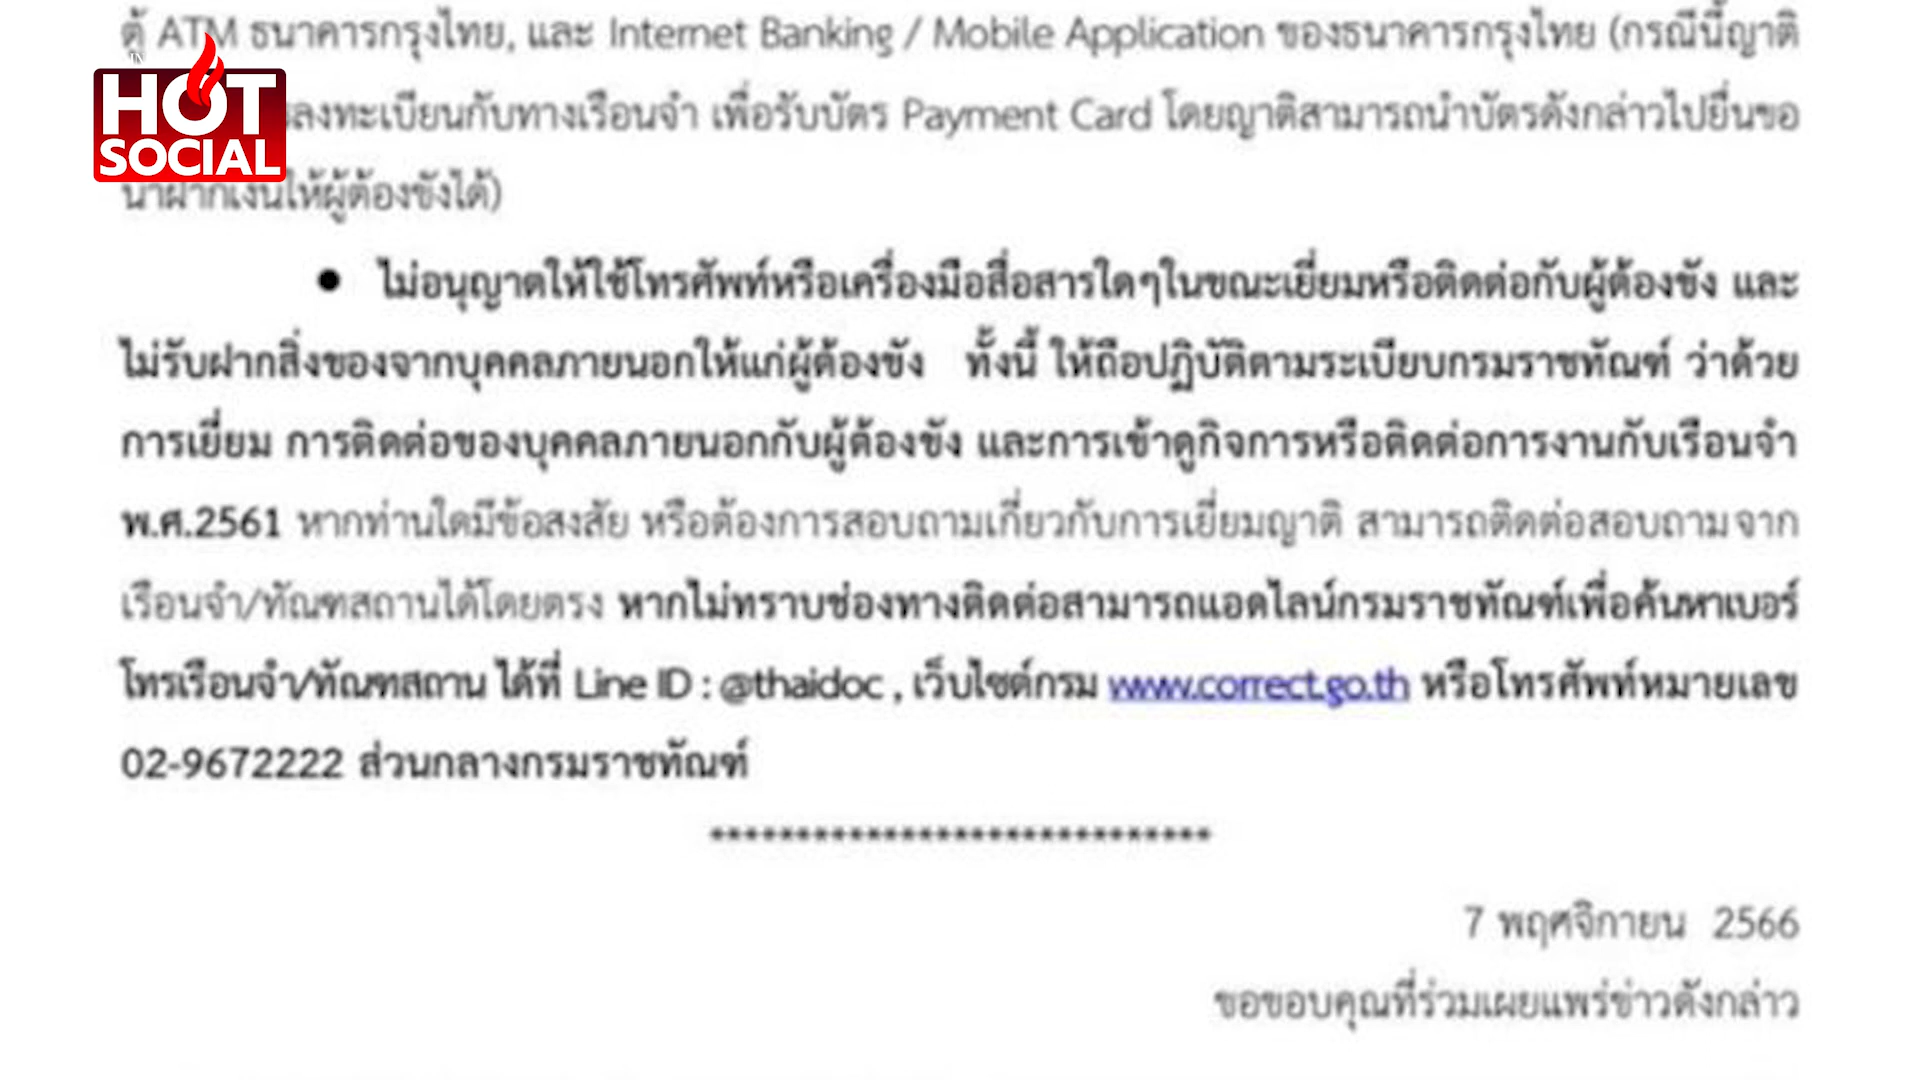 ตู้ ATM ธนาคารกรุงไทย, และ Internet Banking / Mobile Application ของธนาคารกรุงไทย (กรณีนี้ญาติ
IN HOT SOCIAL
ลงทะเบียนกับทางเรือนจำ เพื่อรับบัตร Payment Card โดยญาติสามารถนำบัตรดังกล่าวไปยื่นขอ
นำฝากเงินให้ผู้ต้องขังได้)
● ไม่อนุญาตให้ใช้โทรศัพท์หรือเครื่องมือสื่อสารใดๆในขณะเยี่ยมหรือติดต่อกับผู้ต้องขัง และ
ไม่รับฝากสิ่งของจากบุคคลภายนอกให้แก่ผู้ต้องขัง ทั้งนี้ ให้ถือปฏิบัติตามระเบียบกรมราชทัณฑ์ ว่าด้วย
การเยี่ยม การติดต่อของบุคคลภายนอกกับผู้ต้องขัง และการเข้าดูกิจการหรือติดต่อการงานกับเรือนจำ
พ.ศ.2561 หากท่านใดมีข้อสงสัย หรือต้องการสอบถามเกี่ยวกับการเยี่ยมญาติ สามารถติดต่อสอบถามจาก
เรือนจำ/ทัณฑสถานได้โดยตรง หากไม่ทราบช่องทางติดต่อสามารถแอดไลน์กรมราชทัณฑ์เพื่อค้นหาเบอร์
โทรเรือนจำ/ทัณฑสถาน ได้ที่ Line ID : @thaidoc , เว็บไซต์กรม www.correct.go.th หรือโทรศัพท์หมายเลข
02-9672222 ส่วนกลางกรมราชทัณฑ์
*****************************
7 พฤศจิกายน 2566
ขอขอบคุณที่ร่วมเผยแพร่ข่าวดังกล่าว